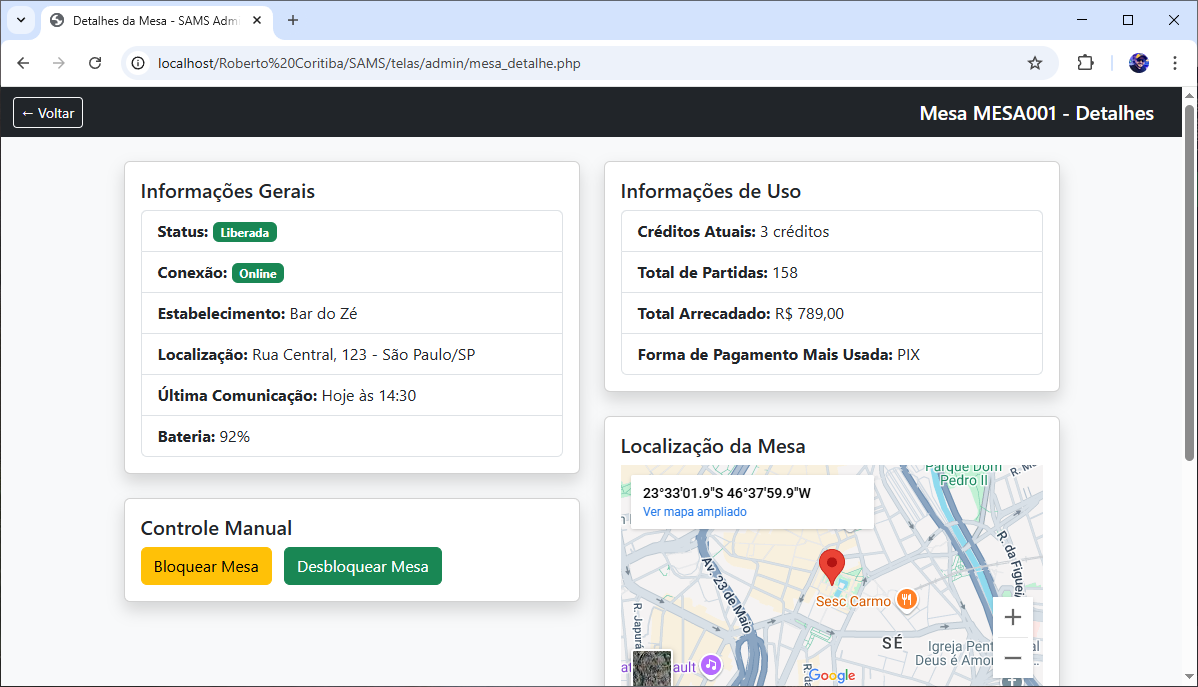 Detalhes da Mesa - SAMS Adm
localhost/Roberto%20Coritiba/SAMS/telas/admin/mesa_detalhe.php
← Voltar
Mesa MESA001 - Detalhes
Informações Gerais
Status: Liberada
Conexão: Online
Estabelecimento: Bar do Zé
Localização: Rua Central, 123 - São Paulo/SP
Última Comunicação: Hoje às 14:30
Bateria: 92%
Controle Manual
Bloquear Mesa
Desbloquear Mesa
Informações de Uso
Créditos Atuais: 3 créditos
Total de Partidas: 158
Total Arrecadado: R$ 789,00
Forma de Pagamento Mais Usada: PIX
Localização da Mesa
Parque Dom
Pedro II
23°33'01.9"S 46°37'59.9"W
Ver mapa ampliado
Av. 23 de Maio
R. da Figuei
Sesc Carmo
R. Japurá
SÉ
Igreja Pent
Deus é Amo
ault
Google